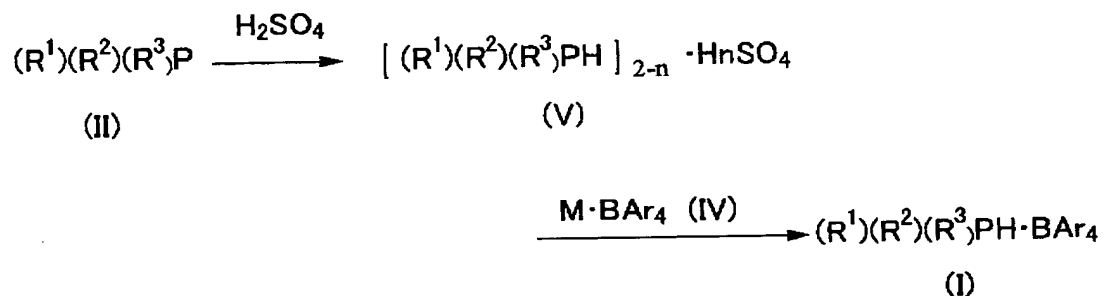 H₂SO₄
(R¹)(R²)(R³)P [ (R¹)(R²)(R³)PH ] ₂₋ₙ ·HnSO₄
(II) (V)
M·BAr₄ (IV)
(R¹)(R²)(R³)PH·BAr₄
(I)